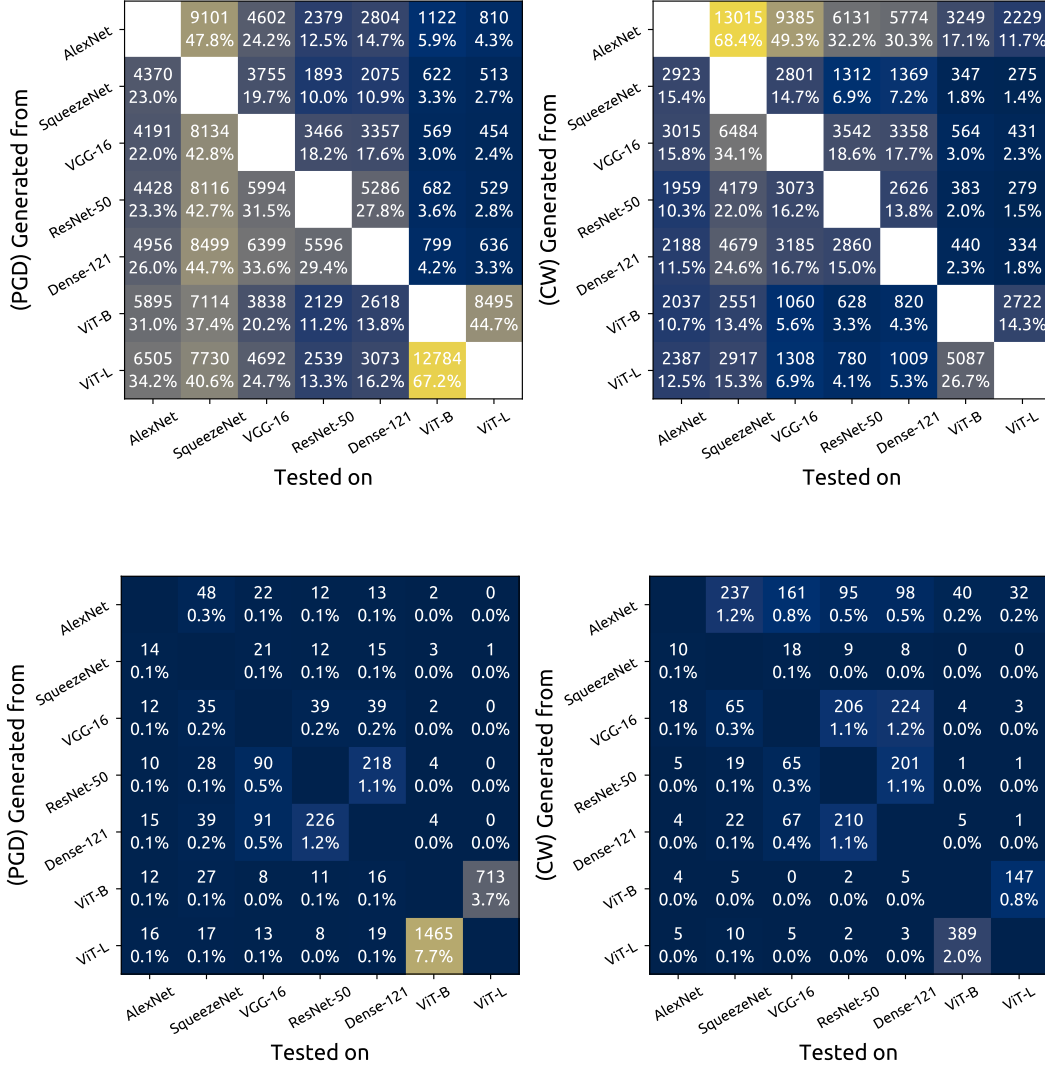 9101 4602 2379 2804 1122 810
AlexNet
47.8% 24.2% 12.5% 14.7% 5.9% 4.3%
4370 3755 1893 2075 622 513
SqueezeNet
23.0% 19.7% 10.0% 10.9% 3.3% 2.7%
4191 8134 3466 3357 569 454
VGG-16
22.0% 42.8% 18.2% 17.6% 3.0% 2.4%
4428 8116 5994 5286 682 529
ResNet-50
23.3% 42.7% 31.5% 27.8% 3.6% 2.8%
4956 8499 6399 5596 799 636
Dense-121
26.0% 44.7% 33.6% 29.4% 4.2% 3.3%
5895 7114 3838 2129 2618 8495
ViT-B
31.0% 37.4% 20.2% 11.2% 13.8% 44.7%
6505 7730 4692 2539 3073 12784
ViT-L
34.2% 40.6% 24.7% 13.3% 16.2% 67.2%
(PGD) Generated from
AlexNet SqueezeNet VGG-16 ResNet-50 Dense-121 ViT-B ViT-L
Tested on
13015 9385 6131 5774 3249 2229
AlexNet
68.4% 49.3% 32.2% 30.3% 17.1% 11.7%
2923 2801 1312 1369 347 275
SqueezeNet
15.4% 14.7% 6.9% 7.2% 1.8% 1.4%
3015 6484 3542 3358 564 431
VGG-16
15.8% 34.1% 18.6% 17.7% 3.0% 2.3%
1959 4179 3073 2626 383 279
ResNet-50
10.3% 22.0% 16.2% 13.8% 2.0% 1.5%
2188 4679 3185 2860 440 334
Dense-121
11.5% 24.6% 16.7% 15.0% 2.3% 1.8%
2037 2551 1060 628 820 2722
ViT-B
10.7% 13.4% 5.6% 3.3% 4.3% 14.3%
2387 2917 1308 780 1009 5087
ViT-L
12.5% 15.3% 6.9% 4.1% 5.3% 26.7%
(CW) Generated from
AlexNet SqueezeNet VGG-16 ResNet-50 Dense-121 ViT-B ViT-L
Tested on
48 22 12 13 2 0
AlexNet
0.3% 0.1% 0.1% 0.1% 0.0% 0.0%
14 21 12 15 3 1
SqueezeNet
0.1% 0.1% 0.1% 0.1% 0.0% 0.0%
12 35 39 39 2 0
VGG-16
0.1% 0.2% 0.2% 0.2% 0.0% 0.0%
10 28 90 218 4 0
ResNet-50
0.1% 0.1% 0.5% 1.1% 0.0% 0.0%
15 39 91 226 4 0
Dense-121
0.1% 0.2% 0.5% 1.2% 0.0% 0.0%
12 27 8 11 16 713
ViT-B
0.1% 0.1% 0.0% 0.1% 0.1% 3.7%
16 17 13 8 19 1465
ViT-L
0.1% 0.1% 0.1% 0.0% 0.1% 7.7%
(PGD) Generated from
AlexNet SqueezeNet VGG-16 ResNet-50 Dense-121 ViT-B ViT-L
Tested on
237 161 95 98 40 32
AlexNet
1.2% 0.8% 0.5% 0.5% 0.2% 0.2%
10 18 9 8 0 0
SqueezeNet
0.1% 0.1% 0.0% 0.0% 0.0% 0.0%
18 65 206 224 4 3
VGG-16
0.1% 0.3% 1.1% 1.2% 0.0% 0.0%
5 19 65 201 1 1
ResNet-50
0.0% 0.1% 0.3% 1.1% 0.0% 0.0%
4 22 67 210 5 1
Dense-121
0.0% 0.1% 0.4% 1.1% 0.0% 0.0%
4 5 0 2 5 147
ViT-B
0.0% 0.0% 0.0% 0.0% 0.0% 0.8%
5 10 5 2 3 389
ViT-L
0.0% 0.1% 0.0% 0.0% 0.0% 2.0%
(CW) Generated from
AlexNet SqueezeNet VGG-16 ResNet-50 Dense-121 ViT-B ViT-L
Tested on